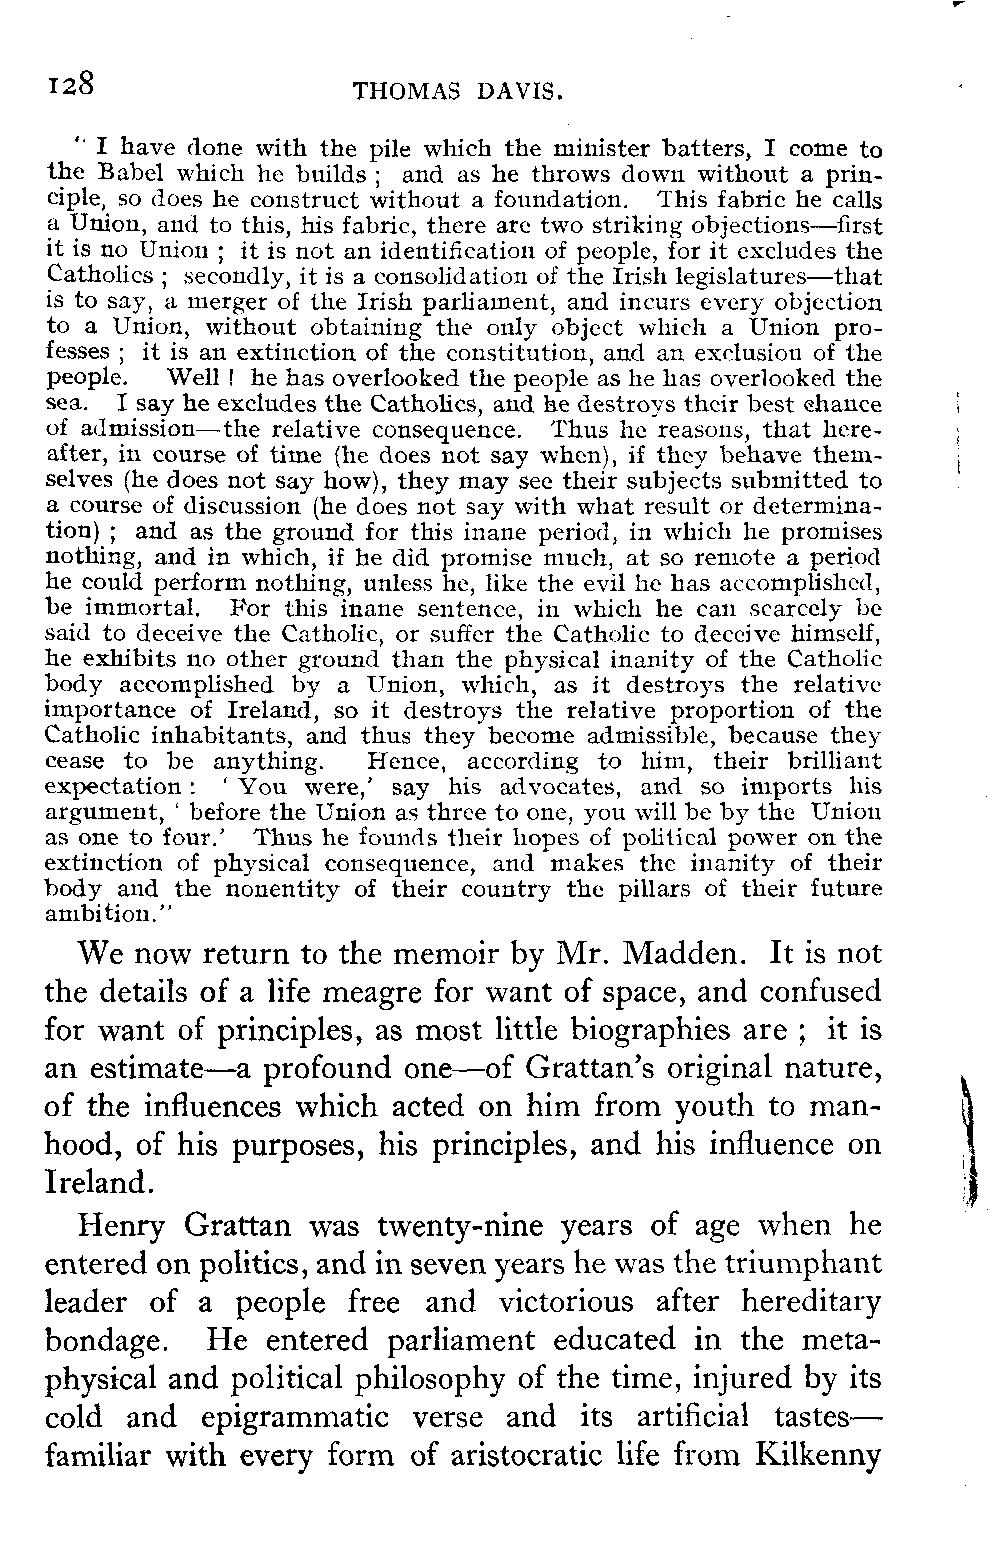 128 THOMAS DAVIS.
" I have done with the pile which the minister batters, I come to
the Babel which he builds ; and as he throws down without a prin-
ciple, so does he construct without a foundation. This fabric he calls
a Union, and to this, his fabric, there are two striking objections—first
it is no Union ; it is not an identification of people, for it excludes the
Catholics ; secondly, it is a consolidation of the Irish legislatures—that
is to say, a merger of the Irish parliament, and incurs every objection
to a Union, without obtaining the only object which a Union pro-
fesses ; it is an extinction of the constitution, and an exclusion of the
people. Well ! he has overlooked the people as he has overlooked the
sea. I say he excludes the Catholics, and he destroys their best chance
of admission—the relative consequence. Thus he reasons, that here-
after, in course of time (he does not say when), if they behave them-
selves (he does not say how), they may see their subjects submitted to
a course of discussion (he does not say with what result or determina-
tion) ; and as the ground for this inane period, in which he promises
nothing, and in which, if he did promise much, at so remote a period
he could perform nothing, unless he, like the evil he has accomplished,
be immortal. For this inane sentence, in which he can scarcely be
said to deceive the Catholic, or suffer the Catholic to deceive himself,
he exhibits no other ground than the physical inanity of the Catholic
body accomplished by a Union, which, as it destroys the relative
importance of Ireland, so it destroys the relative proportion of the
Catholic inhabitants, and thus they become admissible, because they
cease to be anything. Hence, according to him, their brilliant
expectation : ' You were,' say his advocates, and so imports his
argument, ' before the Union as three to one, you will be by the Union
as one to four.' Thus he founds their hopes of political power on the
extinction of physical consequence, and makes the inanity of their
body and the nonentity of their country the pillars of their future
ambition."
We now return to the memoir by Mr. Madden. It is not
the details of a life meagre for want of space, and confused
for want of principles, as most little biographies are ; it is
an estimate—a profound one—of Grattan's original nature,
of the influences which acted on him from youth to man-
hood, of his purposes, his principles, and his influence on
Ireland.
Henry Grattan was twenty-nine years of age when he
entered on politics, and in seven years he was the triumphant
leader of a people free and victorious after hereditary
bondage. He entered parliament educated in the meta-
physical and political philosophy of the time, injured by its
cold and epigrammatic verse and its artificial tastes—
familiar with every form of aristocratic life from Kilkenny